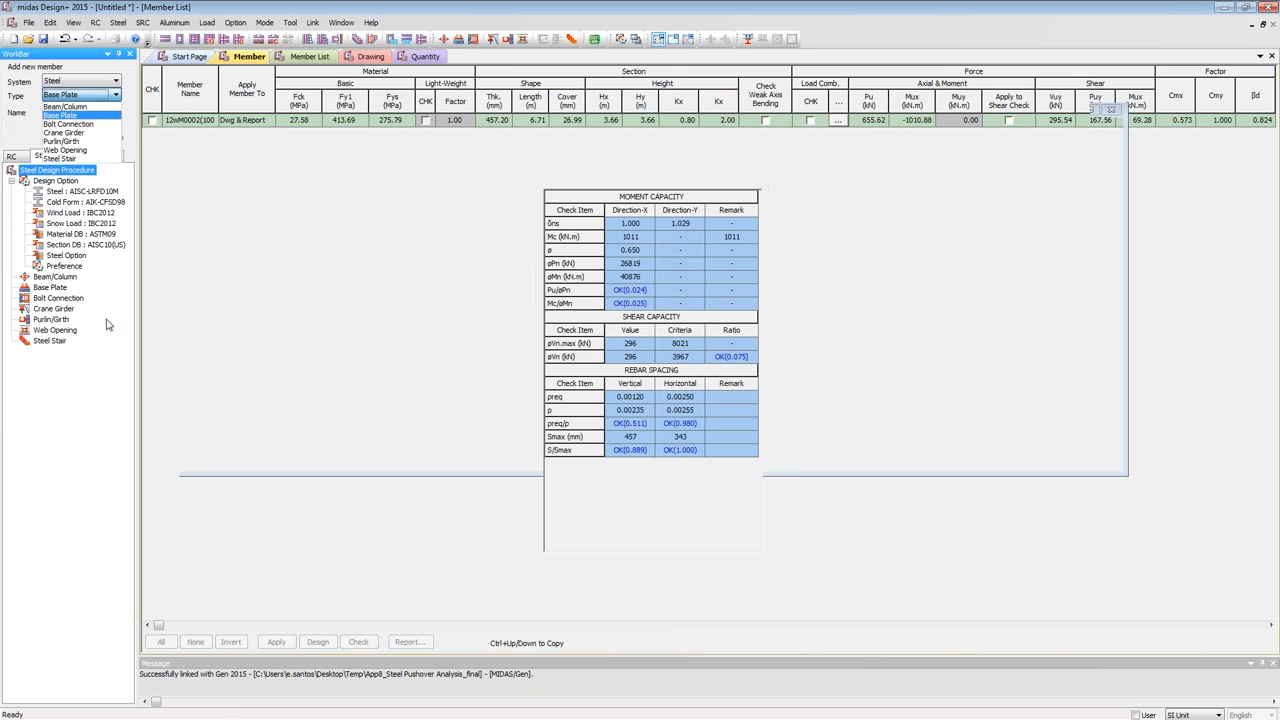 midas Design+ 2015 - [Untitled *] - [Member List]
File Edit View RC Steel SRC Aluminum Load Option Mode Tool Link Window Help
WorkBar
Start Page Member Member List Drawing Quantity
Add new member
System Steel
Type Base Plate
Name
Beam/Column
Base Plate
Bolt Connection
Crane Girder
Purlin/Girth
Web Opening
Steel Stair
RC
Steel Design Procedure
Design Option
Steel : AISC-LRFD10M
Cold Form : AIK-CFSD98
Wind Load : IBC2012
Snow Load : IBC2012
Material DB : ASTM09
Section DB : AISC10(US)
Steel Option
Preference
Beam/Column
Base Plate
Bolt Connection
Crane Girder
Purlin/Girth
Web Opening
Steel Stair
Material Section Force Factor
CHK Member Name Apply Member To Basic Light-Weight Shape Height Check Weak Axis Bending Load Comb. Axial & Moment Shear
Fck (MPa) Fy1 (MPa) Fys (MPa) CHK Factor Thk. (mm) Length (m) Cover (mm) Hx (m) Hy (m) Kx Kx CHK ... Pu (kN) Mux (kN.m) Muy (kN.m) Apply to Shear Check Vuy (kN) Mux (kN.m) Cmx Cmy βd
12wM0002(100 Dwg & Report 27.58 413.69 275.79 1.00 457.20 6.71 26.99 3.66 3.66 0.80 2.00 ... 655.62 -1010.88 0.00 295.54 167.56 69.28 0.573 1.000 0.824
MOMENT CAPACITY
Check Item Direction-X Direction-Y Remark
δns 1.000 1.029 -
Mc (kN.m) 1011 - 1011
ø 0.650 - -
øPn (kN) 26819 - -
øMn (kN.m) 40876 - -
Pu/øPn OK(0.024) - -
Mc/øMn OK(0.025) - -
SHEAR CAPACITY
Check Item Value Criteria Ratio
øVn.max (kN) 296 8021 -
øVn (kN) 296 3967 OK(0.075)
REBAR SPACING
Check Item Vertical Horizontal Remark
ρreq 0.00120 0.00250
ρ 0.00235 0.00255
ρreq/ρ OK(0.511) OK(0.980)
Smax (mm) 457 343
S/Smax OK(0.889) OK(1.000)
All None Invert Apply Design Check Report... Ctrl+Up/Down to Copy
Message
Successfully linked with Gen 2015 - [C:\Users\e.santos\Desktop\Temp\App8_Steel Pushover Analysis_final] - [MIDAS/Gen].
Ready User SI Unit English